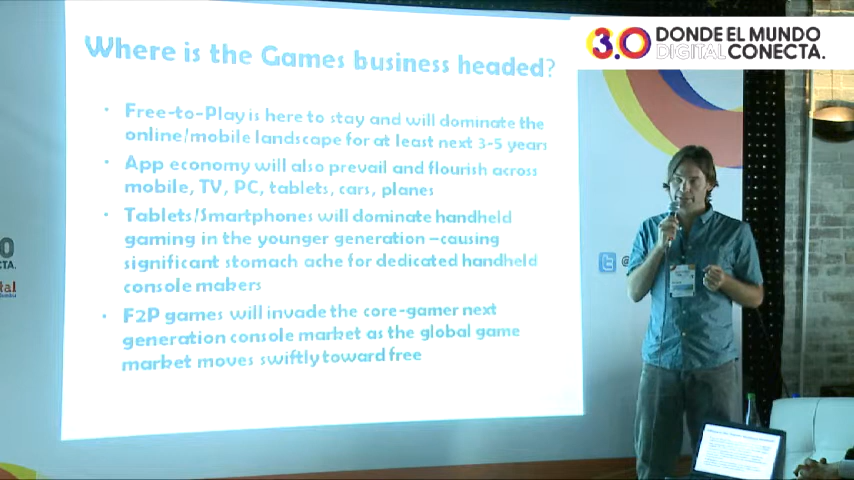 Where is the Games business headed?
3.0 DONDE EL MUNDO
DIGITAL CONECTA.
• Free-to-Play is here to stay and will dominate the
online/mobile landscape for at least next 3-5 years
• App economy will also prevail and flourish across
mobile, TV, PC, tablets, cars, planes
• Tablets/Smartphones will dominate handheld
gaming in the younger generation –causing
significant stomach ache for dedicated handheld
console makers
• F2P games will invade the core-gamer next
generation console market as the global game
market moves swiftly toward free
@